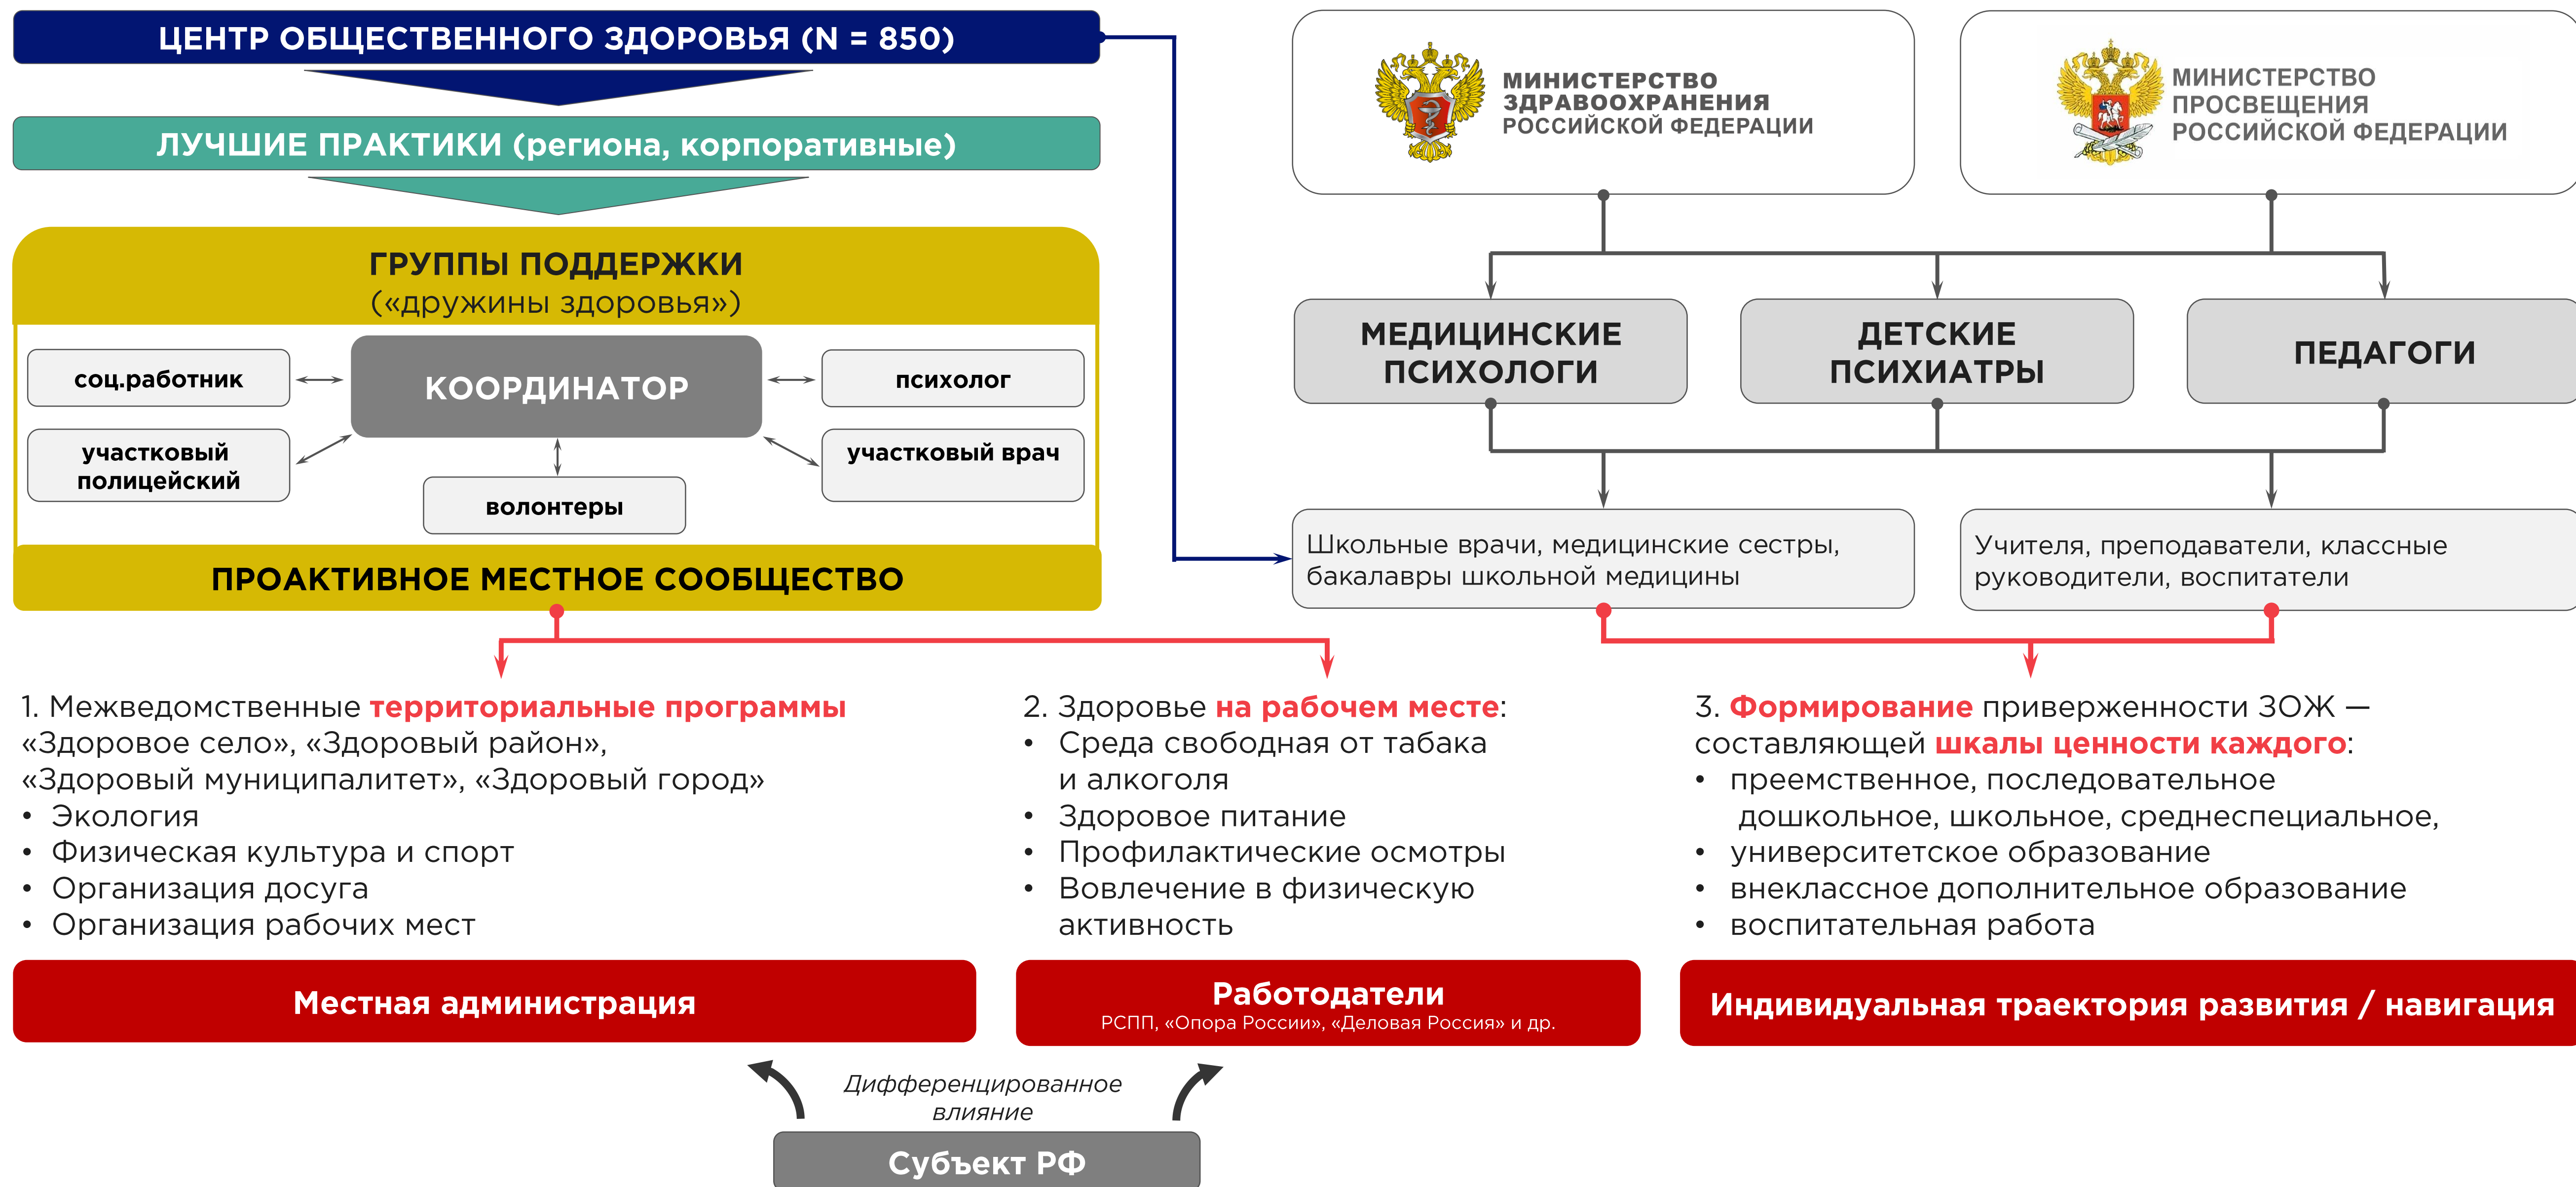 ЦЕНТР ОБЩЕСТВЕННОГО ЗДОРОВЬЯ (N = 850)
ЛУЧШИЕ ПРАКТИКИ (региона, корпоративные)
ГРУППЫ ПОДДЕРЖКИ
(«дружины здоровья»)
соц.работник
КООРДИНАТОР
психолог
участковый
полицейский
участковый врач
волонтеры
ПРОАКТИВНОЕ МЕСТНОЕ СООБЩЕСТВО
МИНИСТЕРСТВО
ЗДРАВООХРАНЕНИЯ
РОССИЙСКОЙ ФЕДЕРАЦИИ
МИНИСТЕРСТВО
ПРОСВЕЩЕНИЯ
РОССИЙСКОЙ ФЕДЕРАЦИИ
МЕДИЦИНСКИЕ
ПСИХОЛОГИ
ДЕТСКИЕ
ПСИХИАТРЫ
ПЕДАГОГИ
Школьные врачи, медицинские сестры,
бакалавры школьной медицины
Учителя, преподаватели, классные
руководители, воспитатели
1. Межведомственные территориальные программы
«Здоровое село», «Здоровый район»,
«Здоровый муниципалитет», «Здоровый город»
• Экология
• Физическая культура и спорт
• Организация досуга
• Организация рабочих мест
2. Здоровье на рабочем месте:
• Среда свободная от табака
и алкоголя
• Здоровое питание
• Профилактические осмотры
• Вовлечение в физическую
активность
3. Формирование приверженности ЗОЖ —
составляющей шкалы ценности каждого:
• преемственное, последовательное
дошкольное, школьное, среднеспециальное,
• университетское образование
• внеклассное дополнительное образование
• воспитательная работа
Местная администрация
Работодатели
РСПП, «Опора России», «Деловая Россия» и др.
Индивидуальная траектория развития / навигация
Дифференцированное
влияние
Субъект РФ